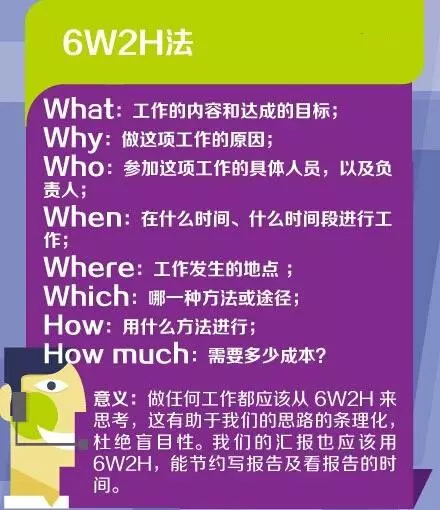 6W2H法
What：工作的内容和达成的目标；
Why：做这项工作的原因；
Who：参加这项工作的具体人员，以及负
责人；
When：在什么时间、什么时间段进行工
作；
Where：工作发生的地点 ；
Which：哪一种方法或途径；
How：用什么方法进行；
How much：需要多少成本？
意义：做任何工作都应该从 6W2H 来
思考，这有助于我们的思路的条理化，
杜绝盲目性。我们的汇报也应该用
6W2H，能节约写报告及看报告的时
间。